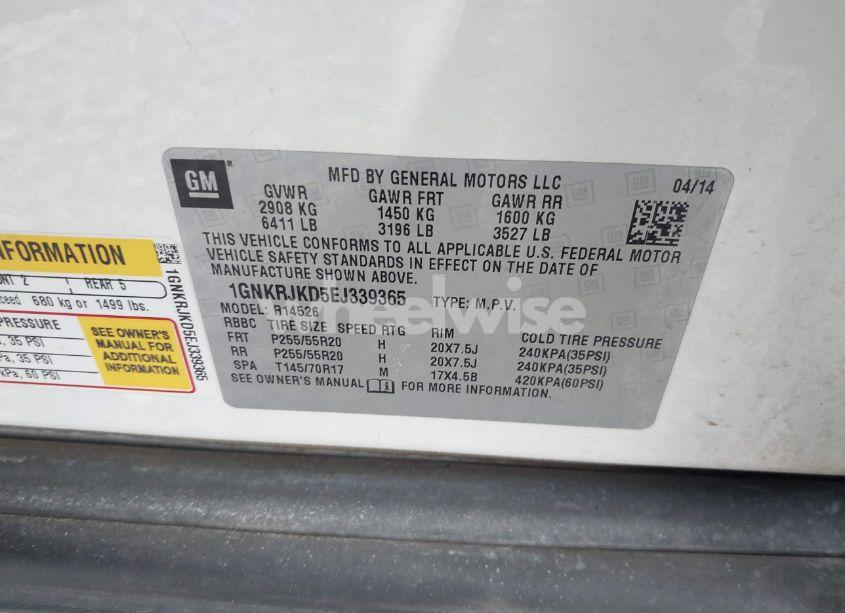 GM
MFD BY GENERAL MOTORS LLC
04/14
GVWR GAWR FRT GAWR RR
2908 KG 1450 KG 1600 KG
6411 LB 3196 LB 3527 LB
THIS VEHICLE CONFORMS TO ALL APPLICABLE U.S. FEDERAL MOTOR
VEHICLE SAFETY STANDARDS IN EFFECT ON THE DATE OF
MANUFACTURE SHOWN ABOVE.
1GNKRJKD5EJ339365 TYPE: M.P.V.
MODEL: R14526
RBBC TIRE SIZE SPEED RTG RIM COLD TIRE PRESSURE
FRT P255/55R20 H 20X7.5J 240KPA(35PSI)
RR P255/55R20 H 20X7.5J 240KPA(35PSI)
SPA T145/70R17 M 17X4.5B 420KPA(60PSI)
SEE OWNER'S MANUAL FOR MORE INFORMATION.
INFORMATION
2 REAR 5
680 kg or 1499 lbs.
PRESSURE
35 PSI
35 PSI
60 PSI
SEE OWNER'S
MANUAL FOR
ADDITIONAL
INFORMATION
1GNKRJKD5EJ339365
wheelwise